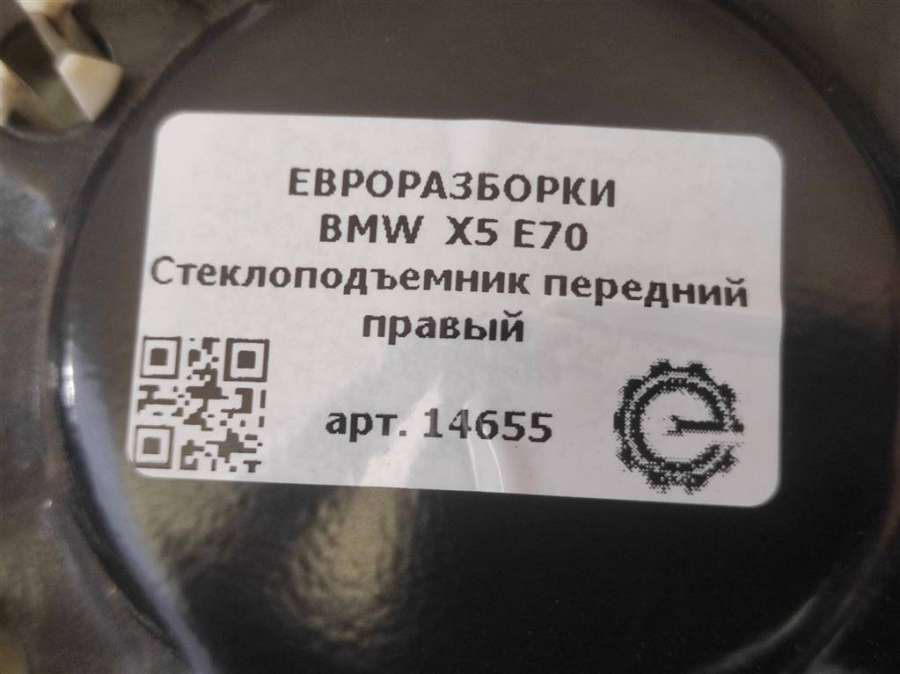 ЕВРОРАЗБОРКИ
BMW X5 E70
Стеклоподъемник передний
правый
арт. 14655